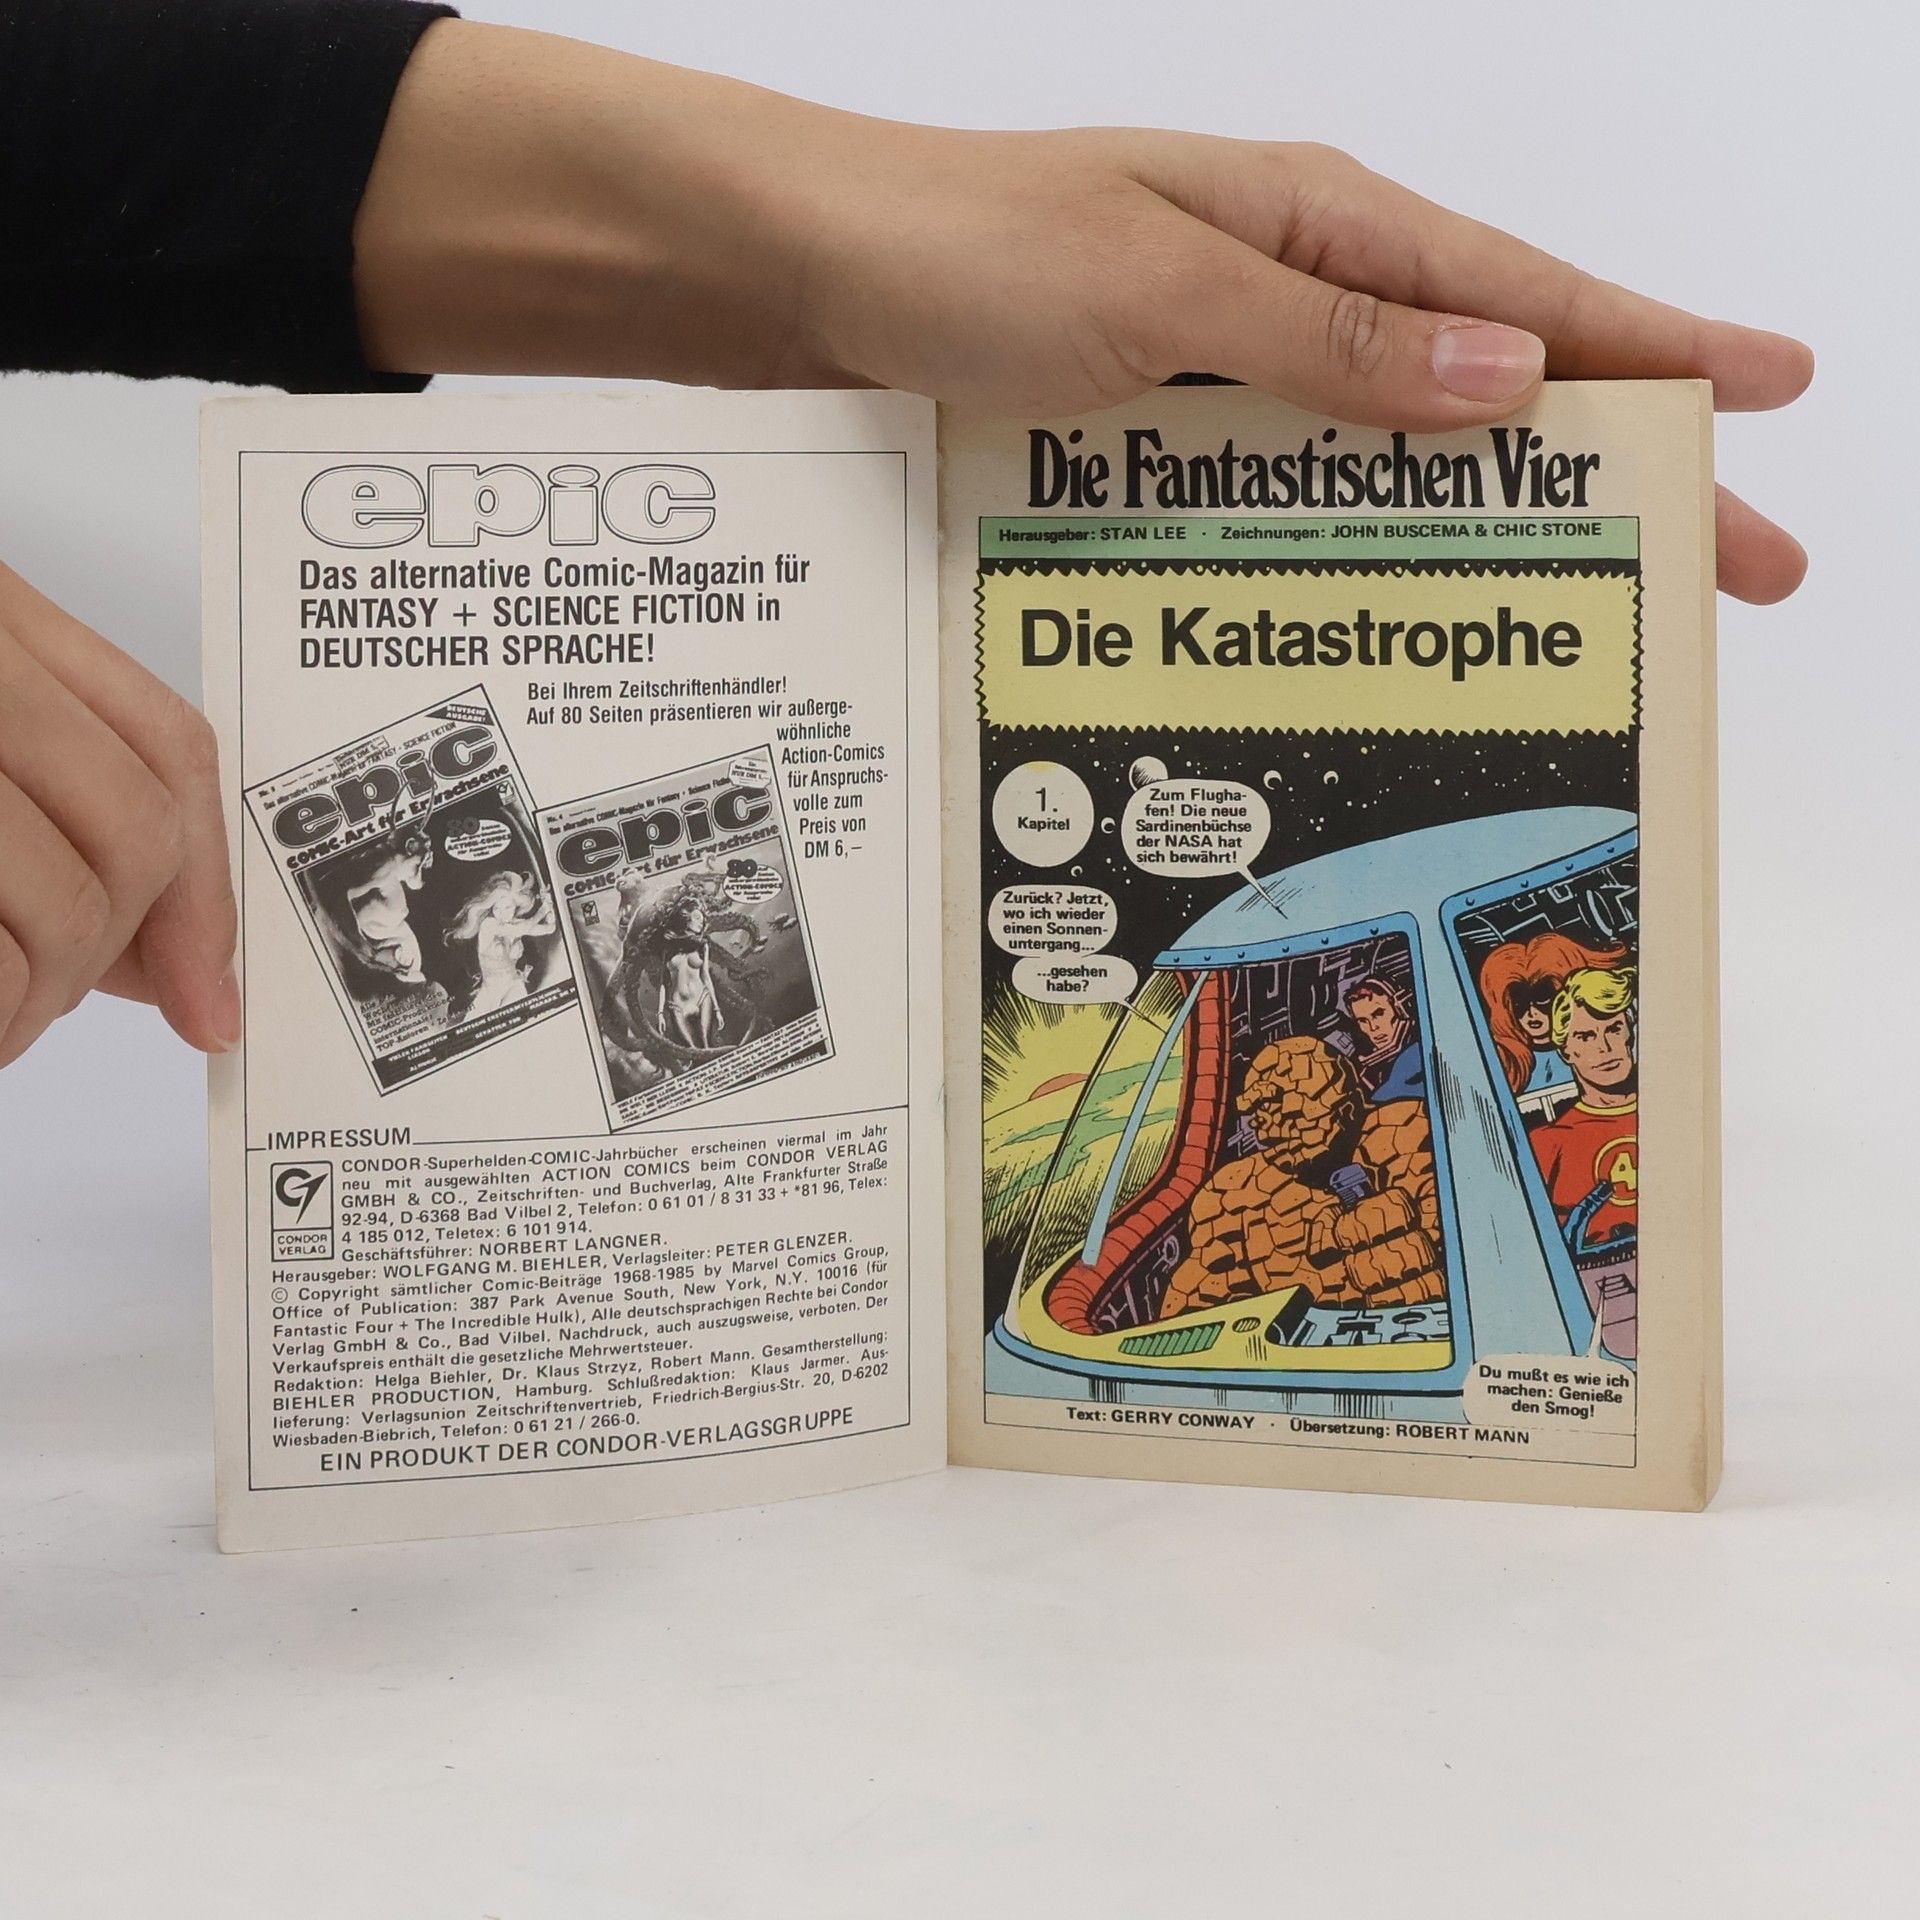 epic
Das alternative Comic-Magazin für
FANTASY + SCIENCE FICTION in
DEUTSCHER SPRACHE!
Bei Ihrem Zeitschriftenhändler!
Auf 80 Seiten präsentieren wir außerge-
wöhnliche
Action-Comics
für Anspruchs-
volle zum
Preis von
DM 6,–
DEUTSCHE
AUSGABE!
epic
Comic-Art für Erwachsene
80
epic
Comic-Art für Erwachsene
80
ACTION-COMICS
IMPRESSUM
CONDOR
VERLAG
CONDOR-Superhelden-COMIC-Jahrbücher erscheinen viermal im Jahr
neu mit ausgewählten ACTION COMICS beim CONDOR VERLAG
GMBH & CO., Zeitschriften- und Buchverlag, Alte Frankfurter Straße
92-94, D-6368 Bad Vilbel 2, Telefon: 0 61 01 / 8 31 33 + *81 96, Telex:
4 185 012, Teletex: 6 101 914.
Geschäftsführer: NORBERT LANGNER.
Herausgeber: WOLFGANG M. BIEHLER, Verlagsleiter: PETER GLENZER.
© Copyright sämtlicher Comic-Beiträge 1968-1985 by Marvel Comics Group,
Office of Publication: 387 Park Avenue South, New York, N.Y. 10016 (für
Fantastic Four + The Incredible Hulk), Alle deutschsprachigen Rechte bei Condor
Verlag GmbH & Co., Bad Vilbel. Nachdruck, auch auszugsweise, verboten. Der
Verkaufspreis enthält die gesetzliche Mehrwertsteuer.
Redaktion: Helga Biehler, Dr. Klaus Strzyz, Robert Mann. Gesamtherstellung:
BIEHLER PRODUCTION, Hamburg. Schlußredaktion: Klaus Jarmer. Aus-
lieferung: Verlagsunion Zeitschriftenvertrieb, Friedrich-Bergius-Str. 20, D-6202
Wiesbaden-Biebrich, Telefon: 0 61 21 / 266-0.
EIN PRODUKT DER CONDOR-VERLAGSGRUPPE
Die Fantastischen Vier
Herausgeber: STAN LEE · Zeichnungen: JOHN BUSCEMA & CHIC STONE
Die Katastrophe
1.
Kapitel
Zum Flugha-
fen! Die neue
Sardinenbüchse
der NASA hat
sich bewährt!
Zurück? Jetzt,
wo ich wieder
einen Sonnen-
untergang...
...gesehen
habe?
A
Du mußt es wie ich
machen: Genieße
den Smog!
Text: GERRY CONWAY · Übersetzung: ROBERT MANN